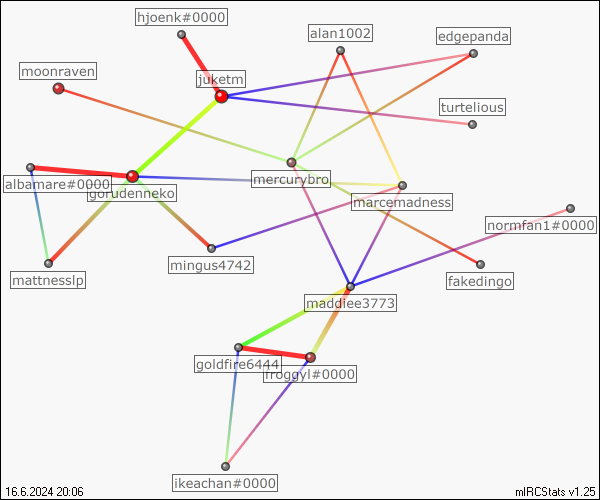 hjoenk#0000
alan1002
edgepanda
moonraven
juketm
turtelious
mercurybro
albamare#0000
gorudenneko
marcemadness
normfan1#0000
mingus4742
mattnesslp
fakedingo
maddiee3773
goldfire6444
froggyl#0000
ikeachan#0000
16.6.2024 20:06
mIRCStats v1.25